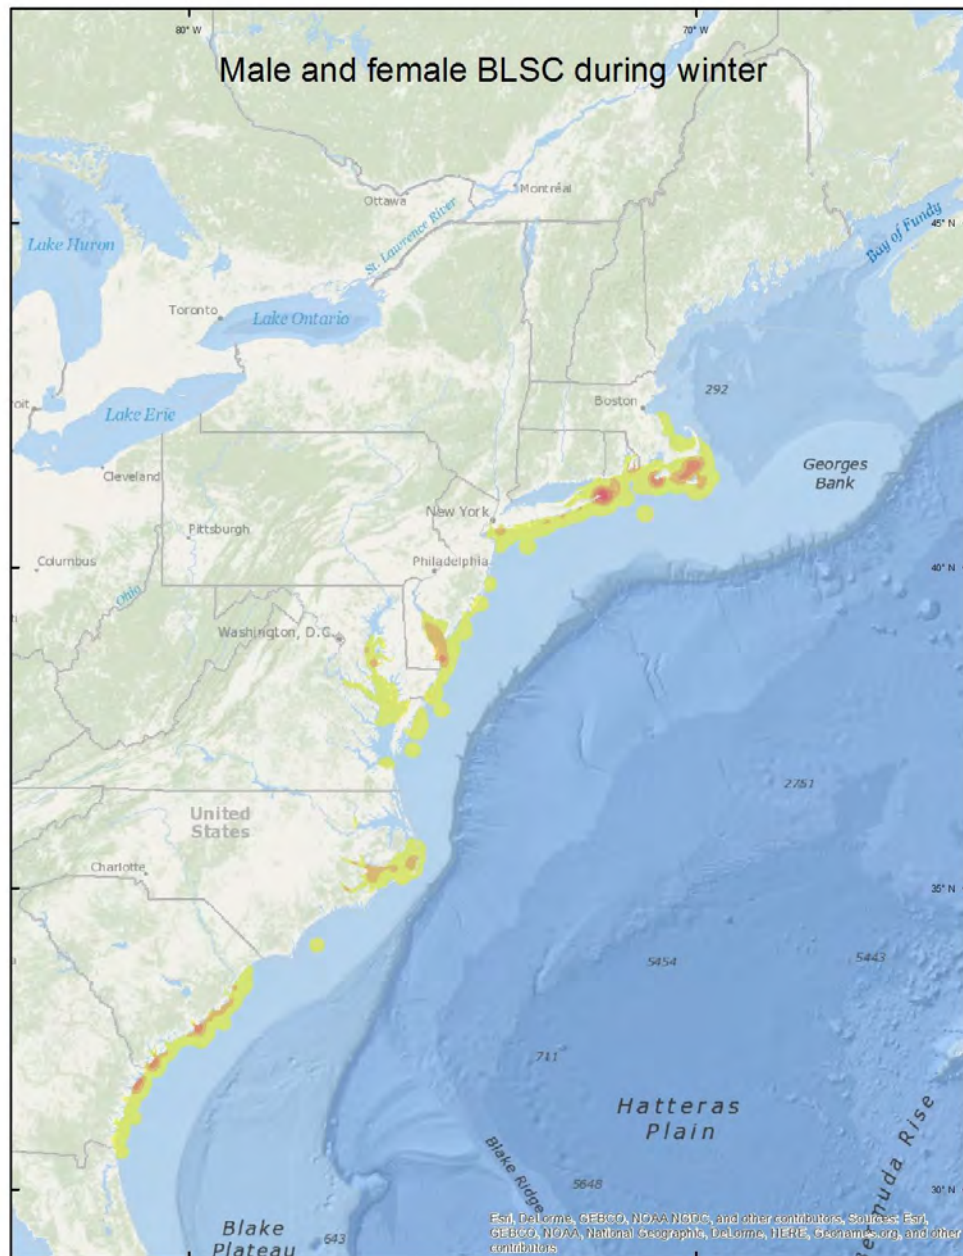 80° W
70° W
Male and female BLSC during winter
Montréal
Ottawa
St. Lawrence River
Bay of Fundy
45° N
Lake Huron
Toronto
Lake Ontario
292
Boston
oit
Lake Erie
Georges
Bank
Cleveland
New York
Pittsburgh
Philadelphia
Columbus
40° N
Ohio
Washington, D.C.
2751
United
States
Charlotte
35° N
5454
5443
711
Hatteras
Plain
Blake Ridge
muda Rise
5648
30° N
Blake
Plateau
643
Esri, DeLorme, GEBCO, NOAA NGDC, and other contributors, Sources: Esri,
GEBCO, NOAA, National Geographic, DeLorme, HERE, Geonames.org, and other
contributors